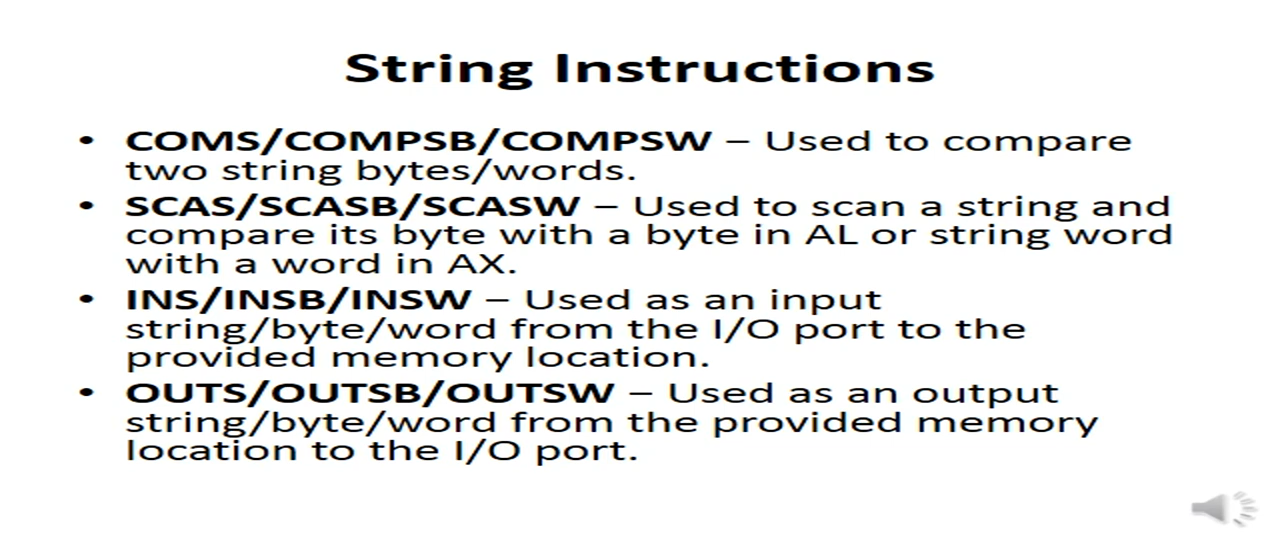 String Instructions
• COMS/COMPSB/COMPSW – Used to compare
two string bytes/words.
• SCAS/SCASB/SCASW – Used to scan a string and
compare its byte with a byte in AL or string word
with a word in AX.
• INS/INSB/INSW – Used as an input
string/byte/word from the I/O port to the
provided memory location.
• OUTS/OUTSB/OUTSW – Used as an output
string/byte/word from the provided memory
location to the I/O port.